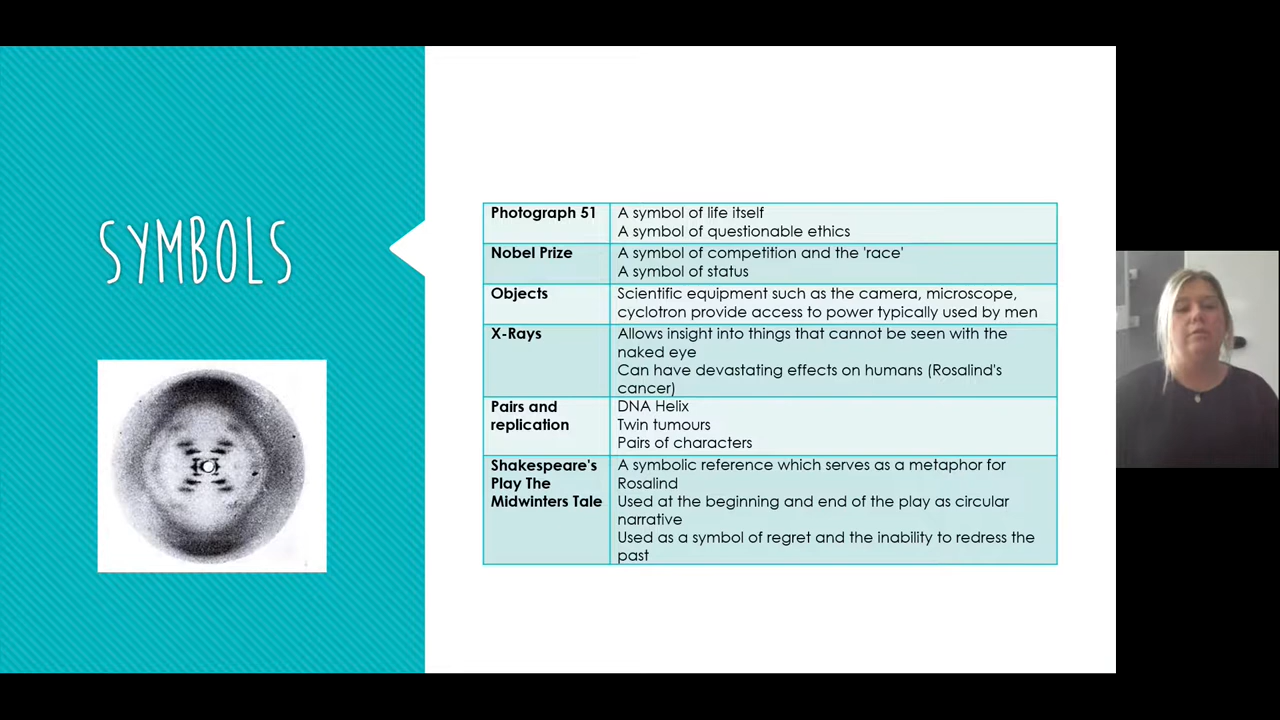 SYMBOLS
Photograph 51
A symbol of life itself
A symbol of questionable ethics
Nobel Prize
A symbol of competition and the 'race'
A symbol of status
Objects
Scientific equipment such as the camera, microscope,
cyclotron provide access to power typically used by men
X-Rays
Allows insight into things that cannot be seen with the
naked eye
Can have devastating effects on humans (Rosalind's
cancer)
Pairs and
replication
DNA Helix
Twin tumours
Pairs of characters
Shakespeare's
Play The
Midwinters Tale
A symbolic reference which serves as a metaphor for
Rosalind
Used at the beginning and end of the play as circular
narrative
Used as a symbol of regret and the inability to redress the
past